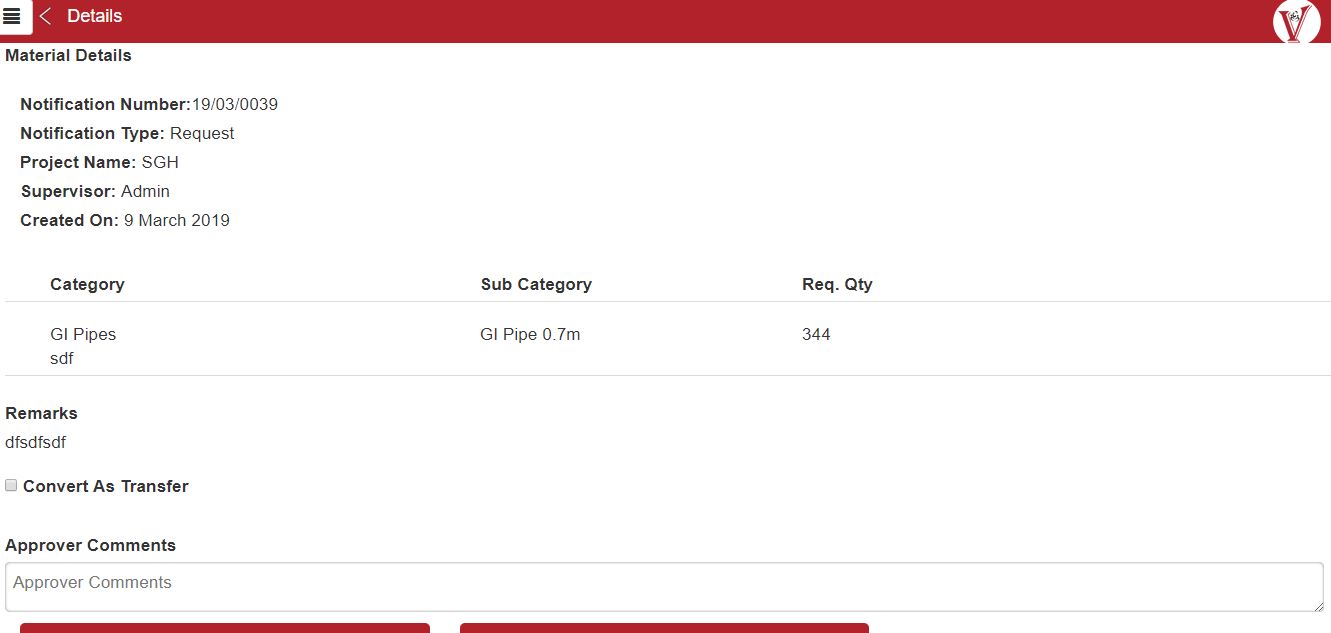 Details
Material Details
Notification Number:19/03/0039
Notification Type: Request
Project Name: SGH
Supervisor: Admin
Created On: 9 March 2019
Category Sub Category Req. Qty
GI Pipes GI Pipe 0.7m 344
sdf
Remarks
dfsdfsdf
Convert As Transfer
Approver Comments
Approver Comments